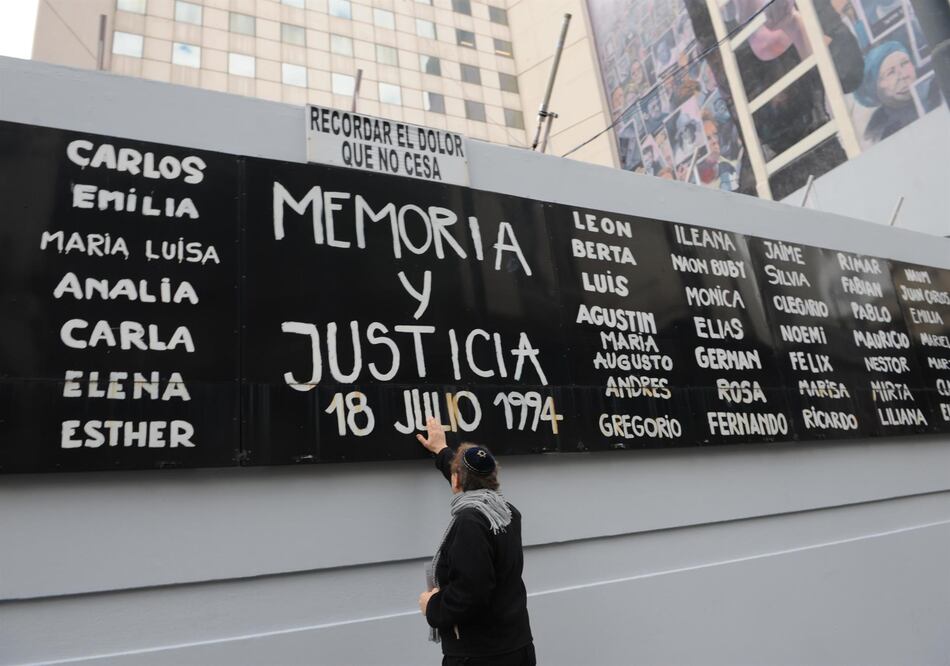 RECORDAR EL DOLOR
QUE NO CESA
CARLOS
EMILIA
MARIA LUISA
ANALIA
CARLA
ELENA
ESTHER
MEMORIA
Y
JUSTICIA
18 JULIO 1994
LEON
BERTA
LUIS
AGUSTIN
MARIA
AUGUSTO
ANDRES
GREGORIO
ILEANA
NAON BUBY
MONICA
ELIAS
GERMAN
ROSA
FERNANDO
JAIME
SILVIA
OLEGARIO
NOEMI
FELIX
MARISA
RICARDO
RIMAR
FABIAN
PABLO
MAURICIO
NESTOR
MIRTA
LILIANA
EMILIA